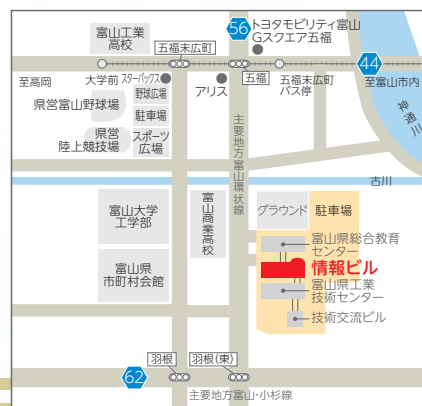 富山工業
高校
五福末広町
56
トヨタモビリティ富山
Gスクエア五福
至高岡
大学前
スターバックス
アリス
五福
五福末広町
バス停
44
至富山市内
神通川
県営富山野球場
野球広場
駐車場
県営
陸上競技場
スポーツ
広場
主要地方富山環状線
古川
富山大学
工学部
富山商業高校
グラウンド
駐車場
富山県総合教育
センター
情報ビル
富山県
市町村会館
富山県工業
技術センター
技術交流ビル
62
羽根
羽根(東)
主要地方富山・小杉線